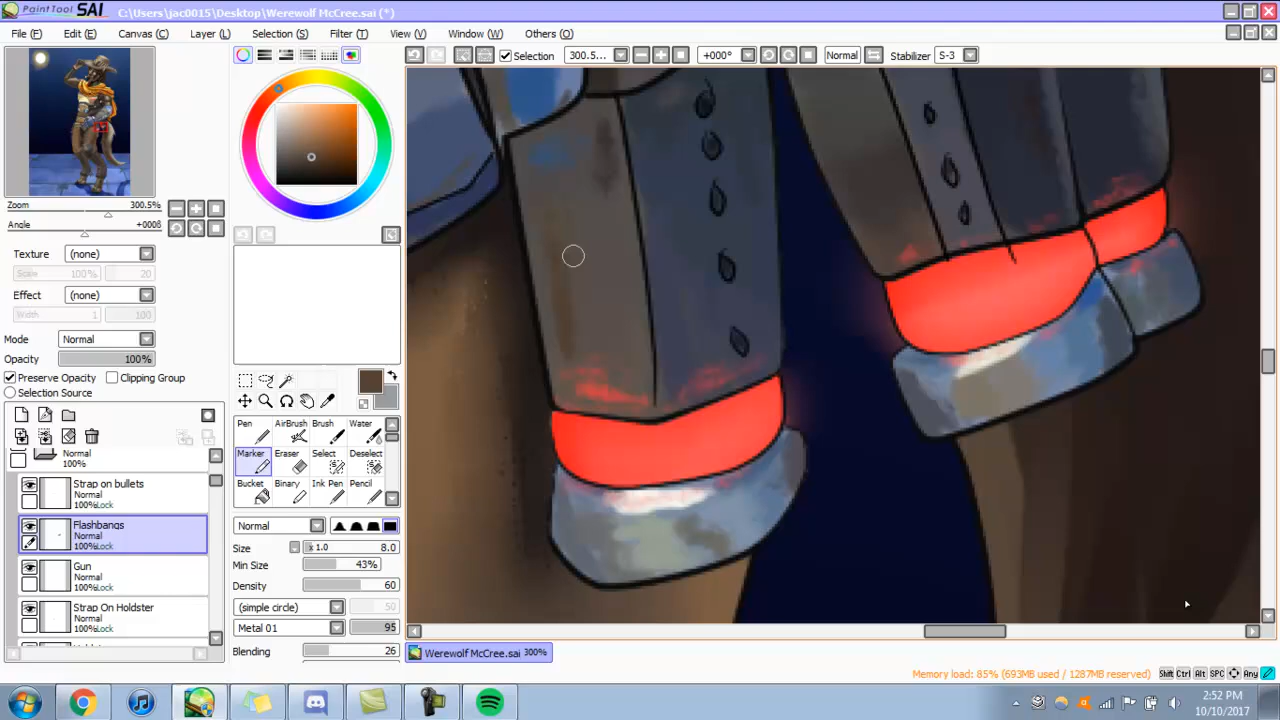 PaintTool SAI C:\Users\jac0015\Desktop\Werewolf McCree.sai (*)
File (F) Edit (E) Canvas (C) Layer (L) Selection (S) Filter (T) View (V) Window (W) Others (O)
Selection 300.5... +000° Normal Stabilizer S-3
Zoom 300.5%
Angle +000θ
Texture (none)
Scale 100% 20
Effect (none)
Width 1 100
Mode Normal
Opacity 100%
Preserve Opacity Clipping Group
Selection Source
Normal
100%
Strap on bullets
Normal
100%Lock
Flashbangs
Normal
100%Lock
Gun
Normal
100%Lock
Strap On Holdster
Normal
100%Lock
Pen AirBrush Brush Water
Marker Eraser Select Deselect
Bucket Binary Ink Pen Pencil
Normal
Size x 1.0 8.0
Min Size 43%
Density 60
(simple circle) 50
Metal 01 95
Blending 26
Werewolf McCree.sai 300%
Memory load: 85% (693MB used / 1287MB reserved) Shift Ctrl Alt SPC Any
2:52 PM
10/10/2017